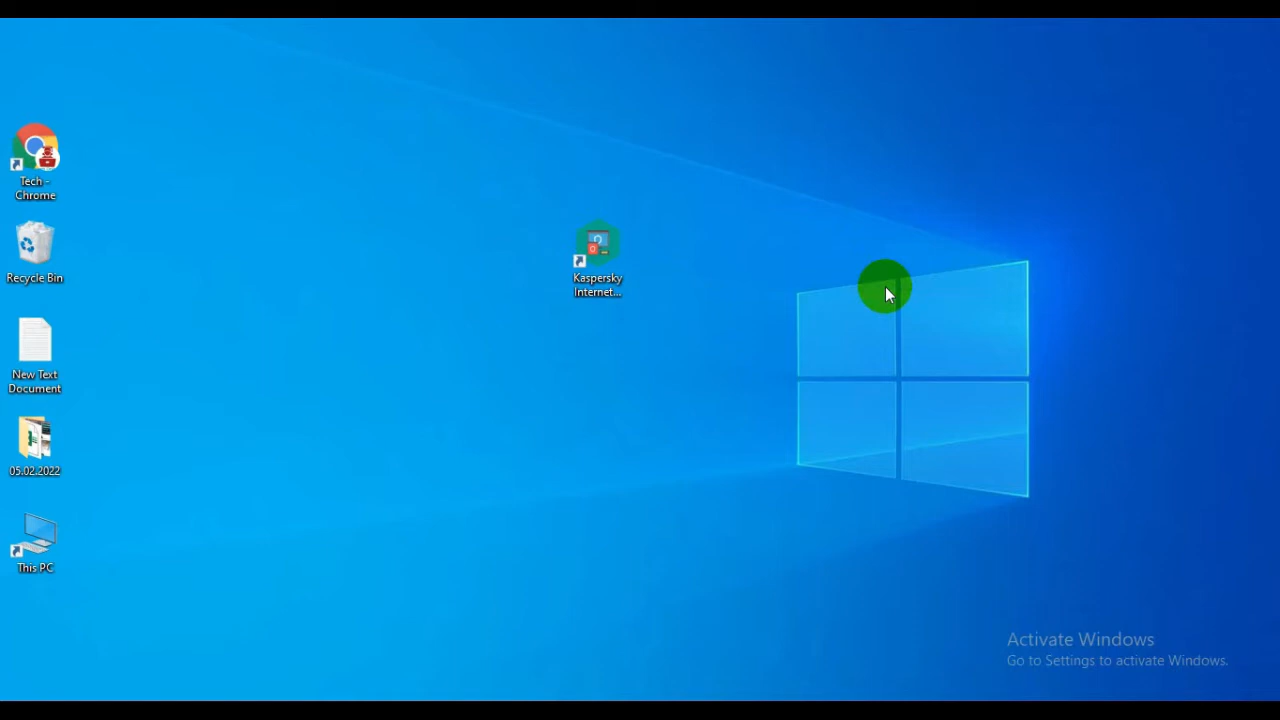 Tech -
Chrome
Recycle Bin
New Text
Document
05.02.2022
This PC
Kaspersky
Internet...
Activate Windows
Go to Settings to activate Windows.